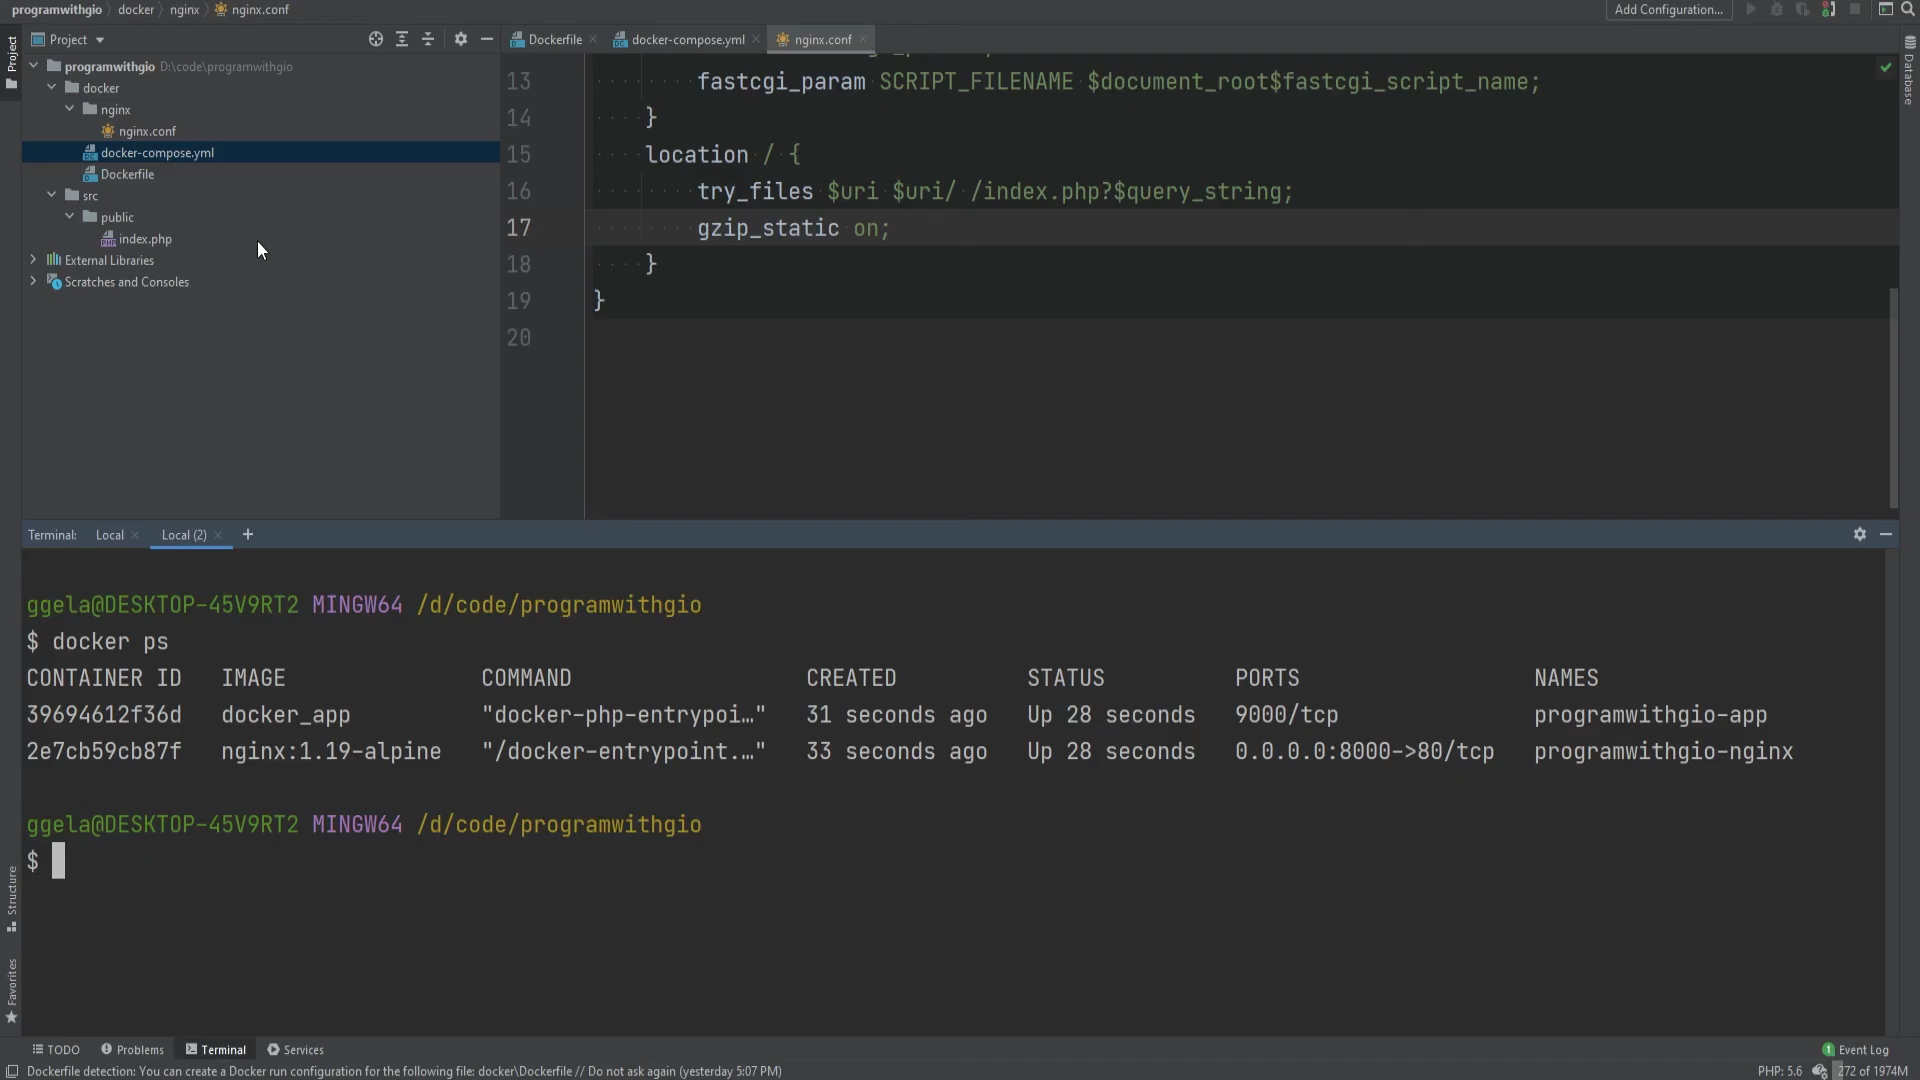 programwithgio docker nginx nginx.conf
Add Configuration...
Project
Project
Dockerfile
docker-compose.yml
nginx.conf
Database
programwithgio D:\code\programwithgio
docker
nginx
nginx.conf
docker-compose.yml
Dockerfile
src
public
index.php
External Libraries
Scratches and Consoles
13 fastcgi_param SCRIPT_FILENAME $document_root$fastcgi_script_name;
14 }
15 location / {
16 try_files $uri $uri/ /index.php?$query_string;
17 gzip_static on;
18 }
19 }
20
Terminal: Local Local (2) +
ggela@DESKTOP-45V9RT2 MINGW64 /d/code/programwithgio
$ docker ps
CONTAINER ID IMAGE COMMAND CREATED STATUS PORTS NAMES
39694612f36d docker_app "docker-php-entrypoi…" 31 seconds ago Up 28 seconds 9000/tcp programwithgio-app
2e7cb59cb87f nginx:1.19-alpine "/docker-entrypoint.…" 33 seconds ago Up 28 seconds 0.0.0.0:8000->80/tcp programwithgio-nginx
ggela@DESKTOP-45V9RT2 MINGW64 /d/code/programwithgio
$
Structure
Favorites
TODO Problems Terminal Services
1 Event Log
Dockerfile detection: You can create a Docker run configuration for the following file: docker\Dockerfile // Do not ask again (yesterday 5:07 PM)
PHP: 5.6 272 of 1974M